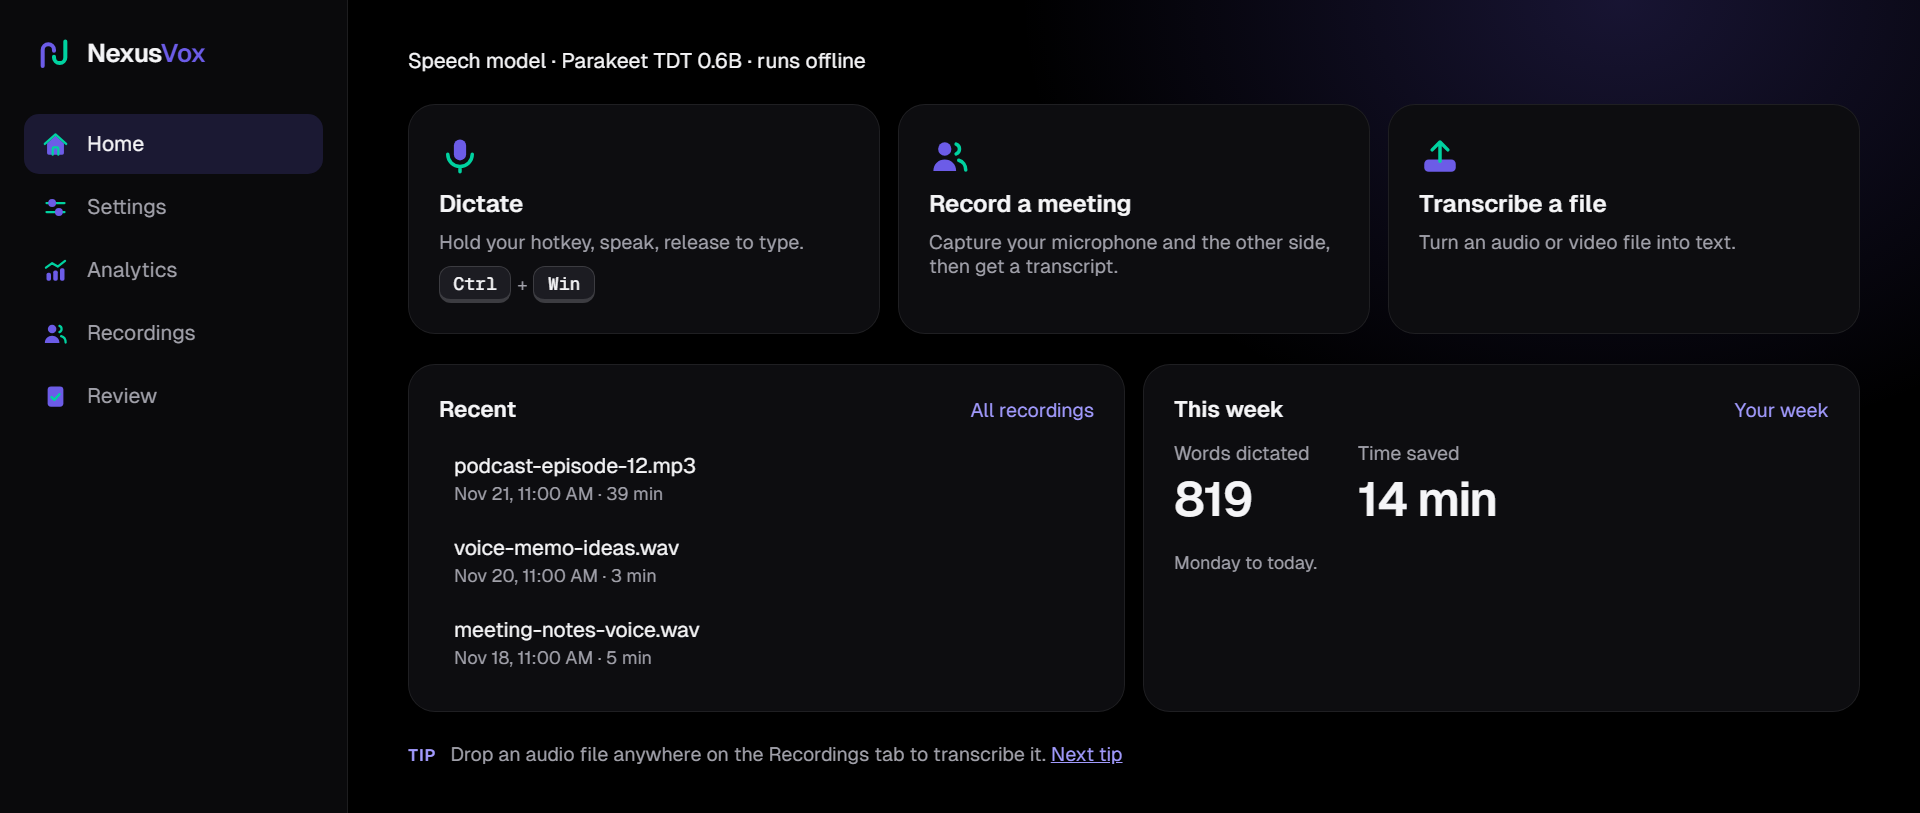 NexusVox
Home
Settings
Analytics
Recordings
Review
Speech model · Parakeet TDT 0.6B · runs offline
Dictate
Hold your hotkey, speak, release to type.
Ctrl + Win
Record a meeting
Capture your microphone and the other side,
then get a transcript.
Transcribe a file
Turn an audio or video file into text.
Recent
All recordings
podcast-episode-12.mp3
Nov 21, 11:00 AM · 39 min
voice-memo-ideas.wav
Nov 20, 11:00 AM · 3 min
meeting-notes-voice.wav
Nov 18, 11:00 AM · 5 min
This week
Your week
Words dictated
819
Time saved
14 min
Monday to today.
TIP Drop an audio file anywhere on the Recordings tab to transcribe it. Next tip